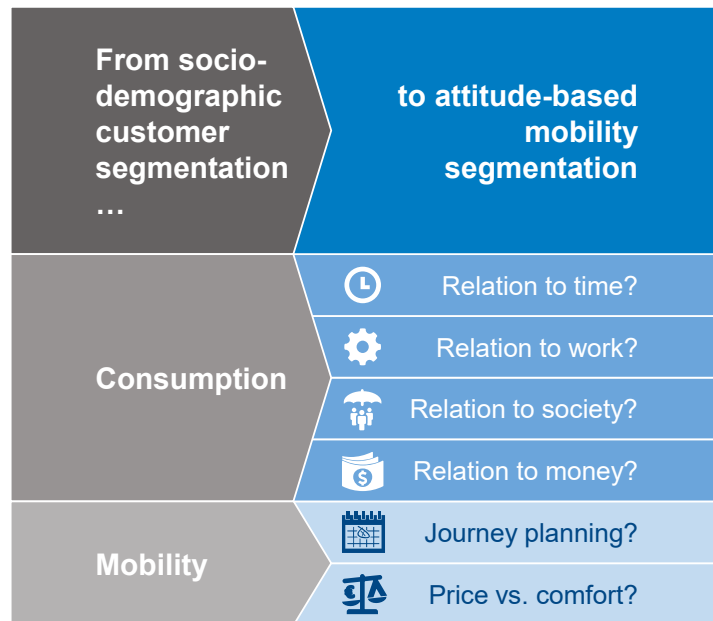 From socio-
demographic
customer
segmentation
…
to attitude-based
mobility
segmentation
Consumption
Relation to time?
Relation to work?
Relation to society?
Relation to money?
Mobility
Journey planning?
Price vs. comfort?